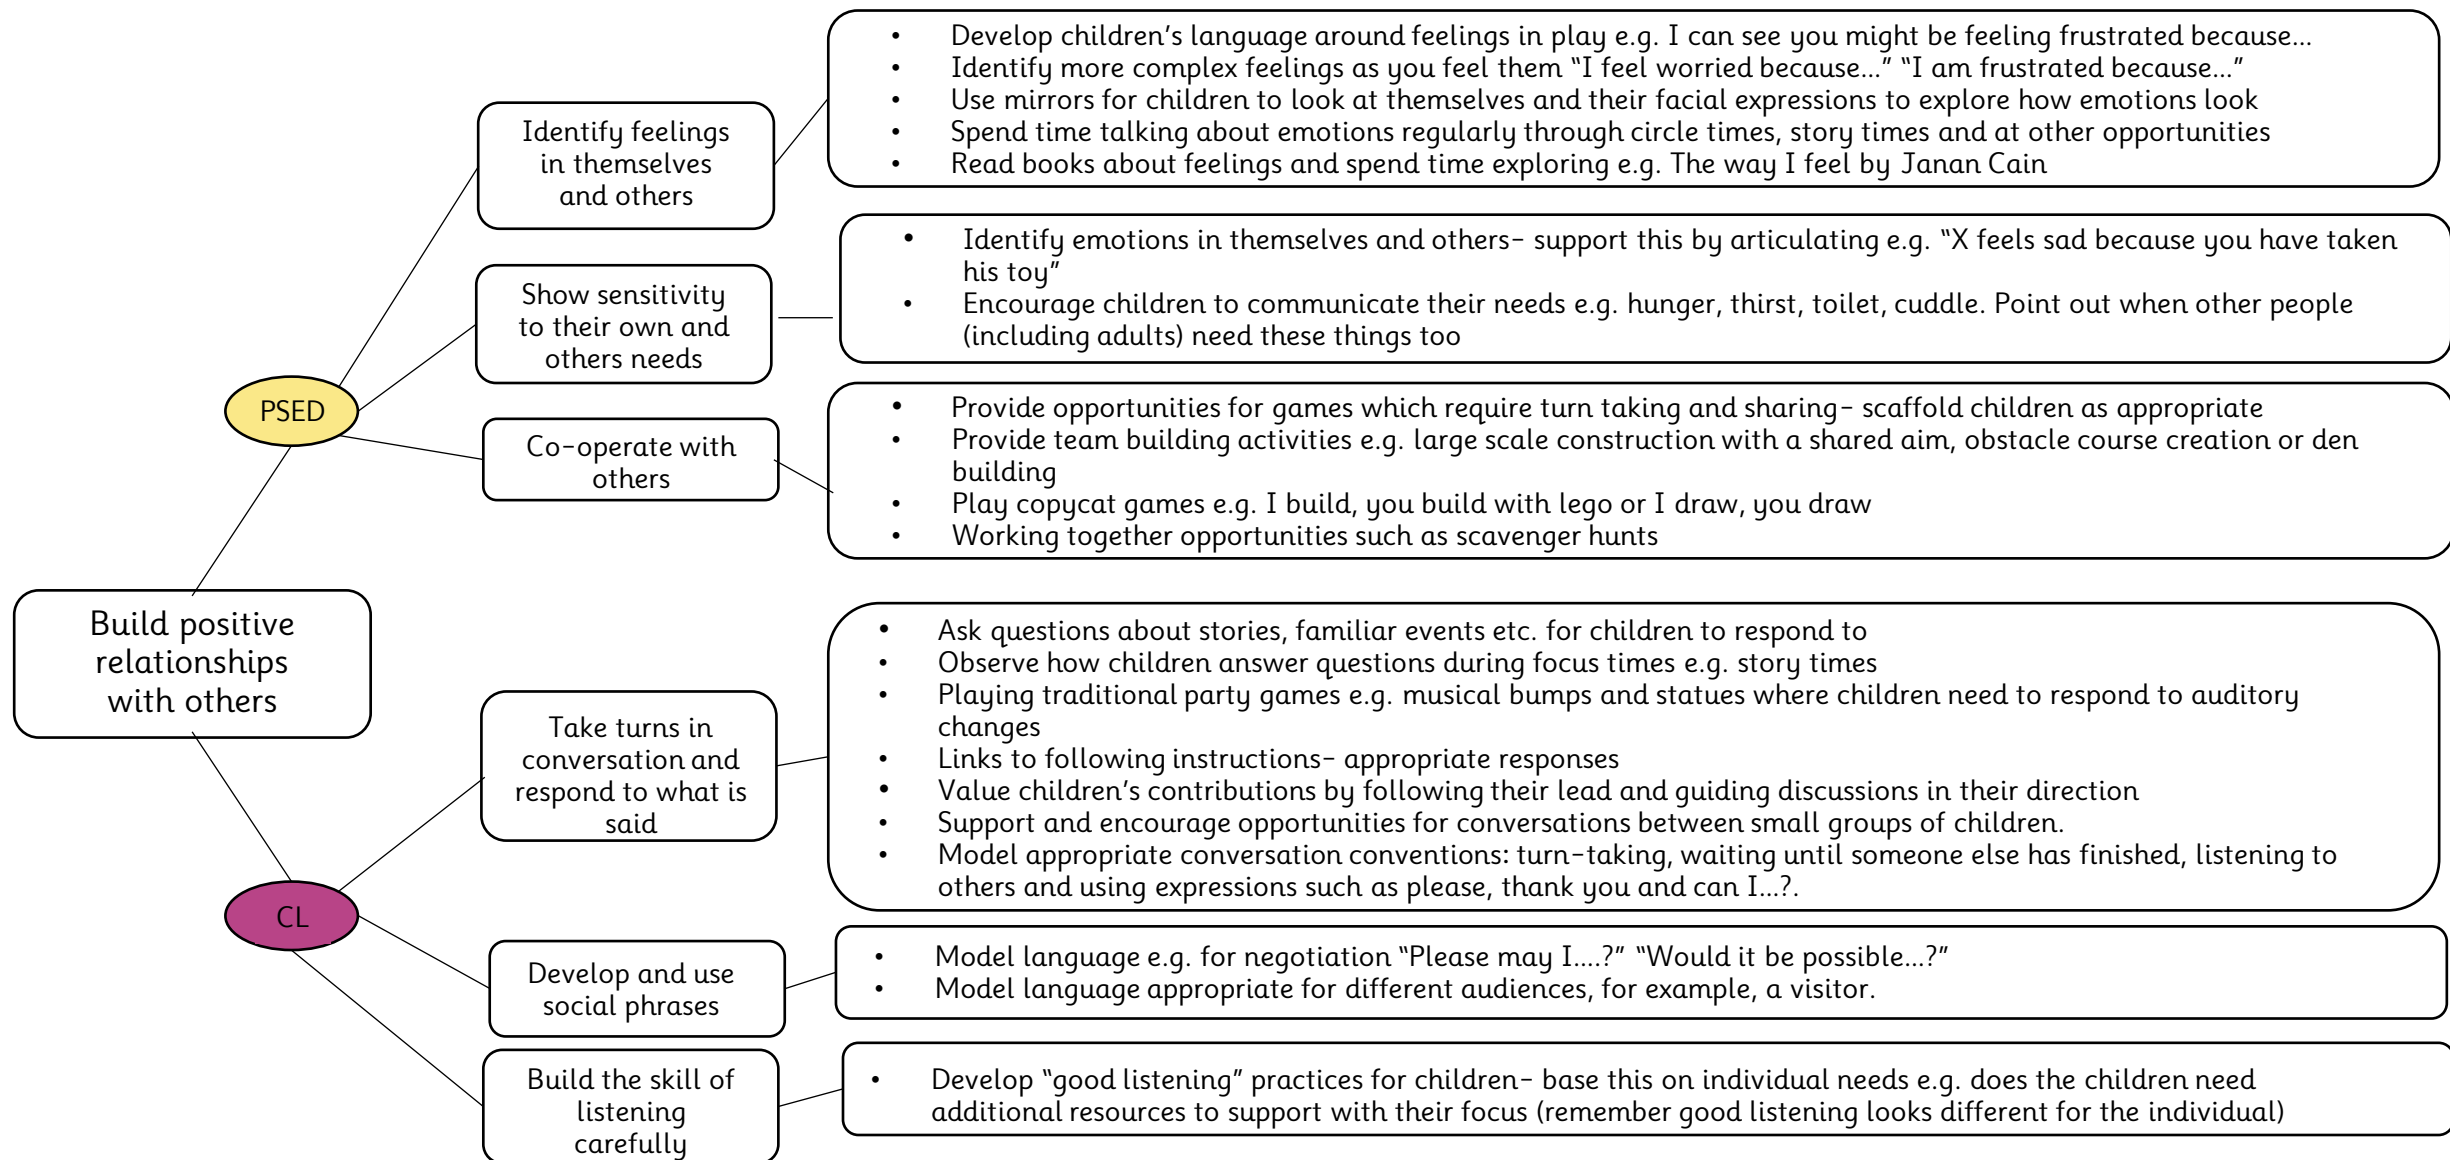 Build positive
relationships
with others
PSED
Identify feelings
in themselves
and others
• Develop children's language around feelings in play e.g. I can see you might be feeling frustrated because...
• Identify more complex feelings as you feel them “I feel worried because...” “I am frustrated because...”
• Use mirrors for children to look at themselves and their facial expressions to explore how emotions look
• Spend time talking about emotions regularly through circle times, story times and at other opportunities
• Read books about feelings and spend time exploring e.g. The way I feel by Janan Cain
Show sensitivity
to their own and
others needs
• Identify emotions in themselves and others– support this by articulating e.g. “X feels sad because you have taken
his toy”
• Encourage children to communicate their needs e.g. hunger, thirst, toilet, cuddle. Point out when other people
(including adults) need these things too
Co-operate with
others
• Provide opportunities for games which require turn taking and sharing– scaffold children as appropriate
• Provide team building activities e.g. large scale construction with a shared aim, obstacle course creation or den
building
• Play copycat games e.g. I build, you build with lego or I draw, you draw
• Working together opportunities such as scavenger hunts
CL
Take turns in
conversation and
respond to what is
said
• Ask questions about stories, familiar events etc. for children to respond to
• Observe how children answer questions during focus times e.g. story times
• Playing traditional party games e.g. musical bumps and statues where children need to respond to auditory
changes
• Links to following instructions– appropriate responses
• Value children's contributions by following their lead and guiding discussions in their direction
• Support and encourage opportunities for conversations between small groups of children.
• Model appropriate conversation conventions: turn-taking, waiting until someone else has finished, listening to
others and using expressions such as please, thank you and can I...?.
Develop and use
social phrases
• Model language e.g. for negotiation “Please may I....?” “Would it be possible...?”
• Model language appropriate for different audiences, for example, a visitor.
Build the skill of
listening
carefully
• Develop “good listening” practices for children– base this on individual needs e.g. does the children need
additional resources to support with their focus (remember good listening looks different for the individual)